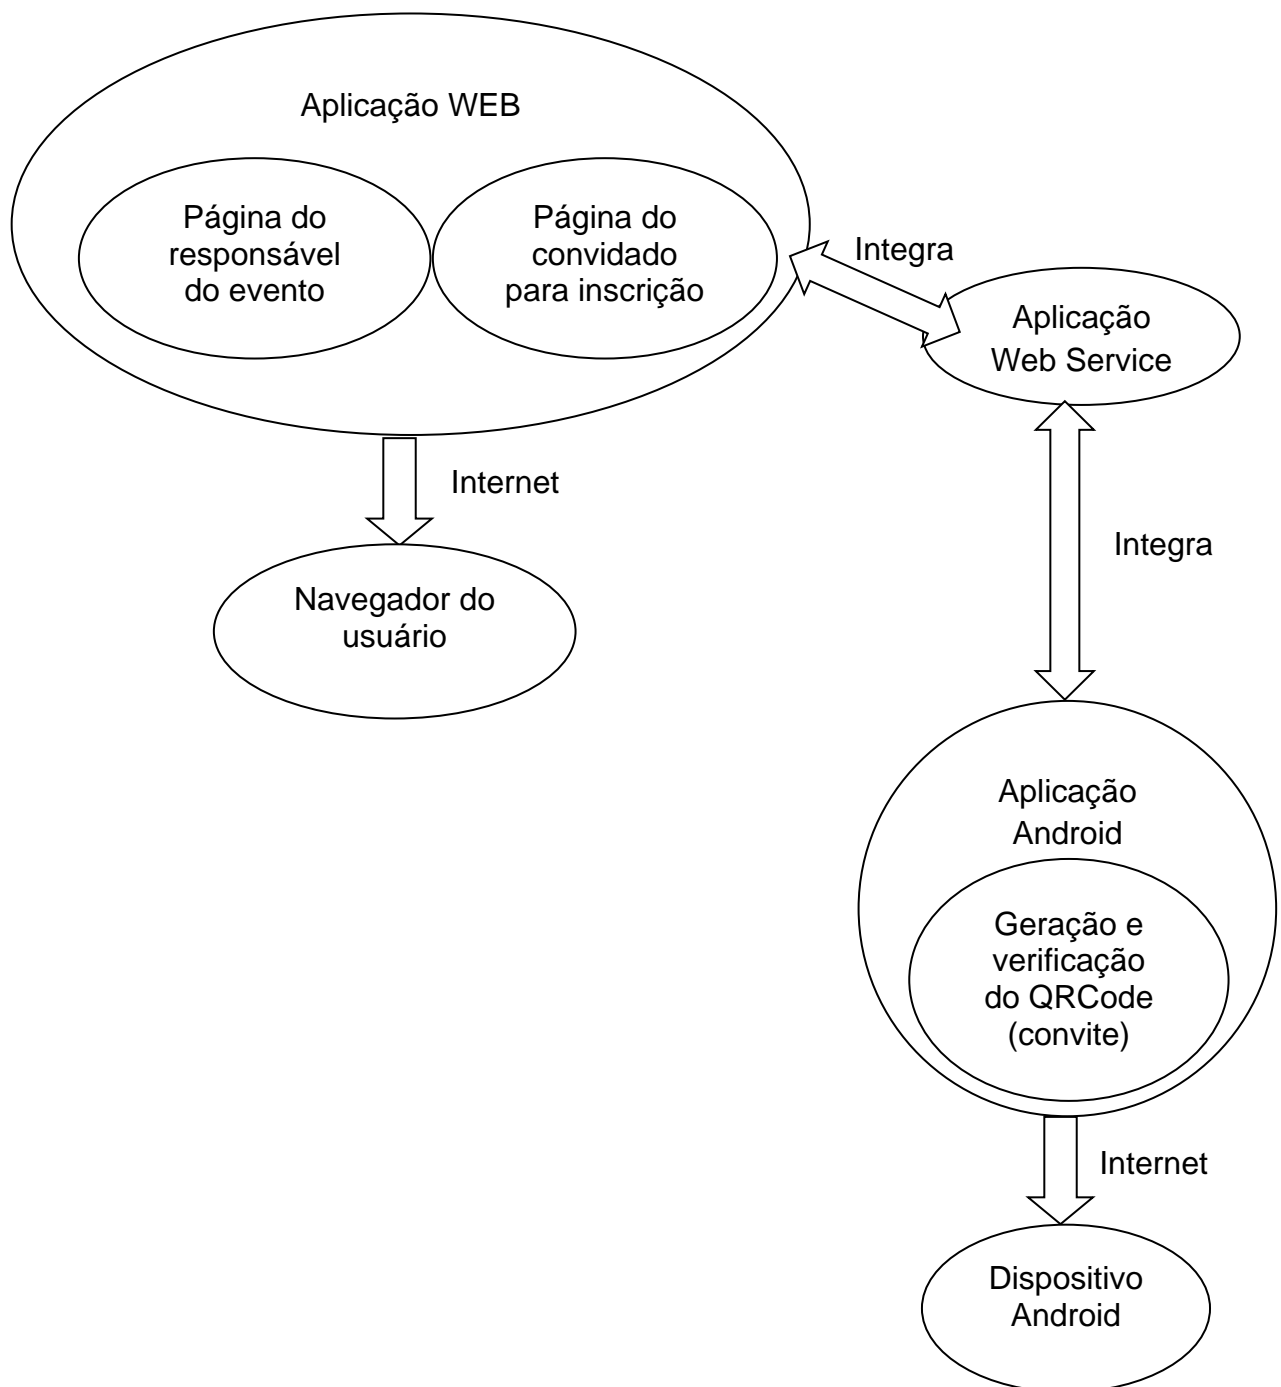 Aplicação WEB
Página do
responsável
do evento
Página do
convidado
para inscrição
Integra
Aplicação
Web Service
Internet
Integra
Navegador do
usuário
Aplicação
Android
Geração e
verificação
do QRCode
(convite)
Internet
Dispositivo
Android